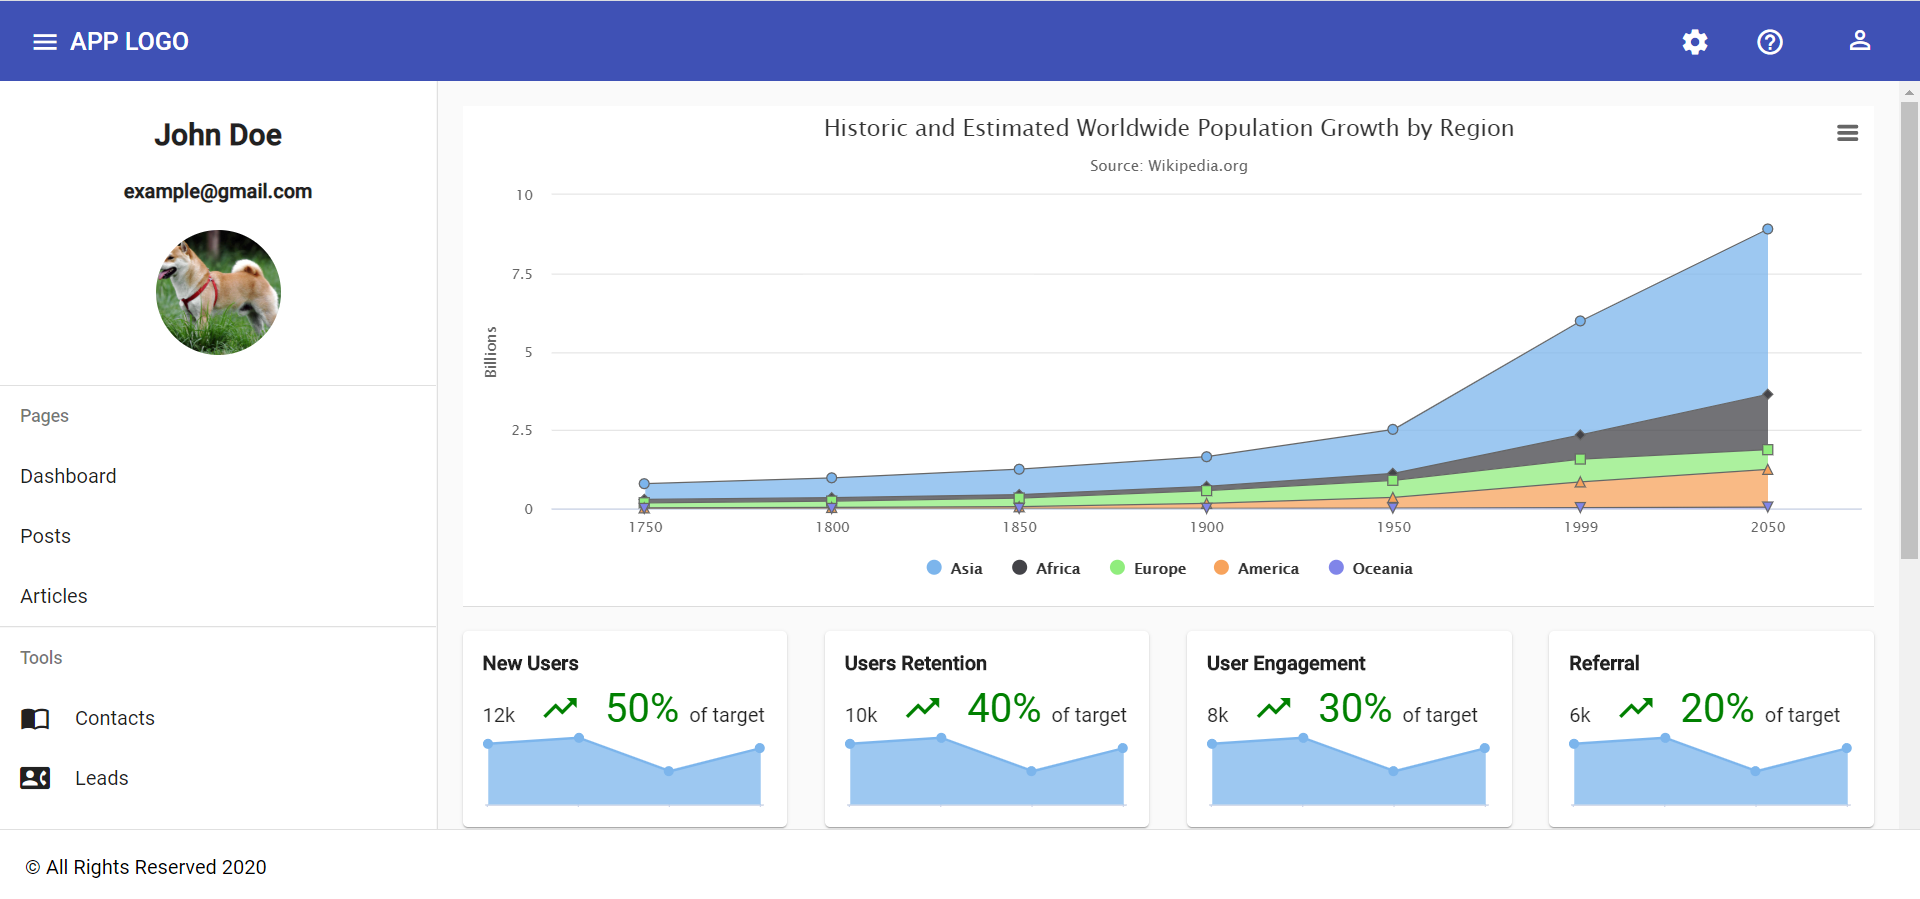 APP LOGO
John Doe
example@gmail.com
Pages
Dashboard
Posts
Articles
Tools
Contacts
Leads
Historic and Estimated Worldwide Population Growth by Region
Source: Wikipedia.org
Billions
10
7.5
5
2.5
0
1750 1800 1850 1900 1950 1999 2050
Asia Africa Europe America Oceania
New Users
12k 50% of target
Users Retention
10k 40% of target
User Engagement
8k 30% of target
Referral
6k 20% of target
© All Rights Reserved 2020